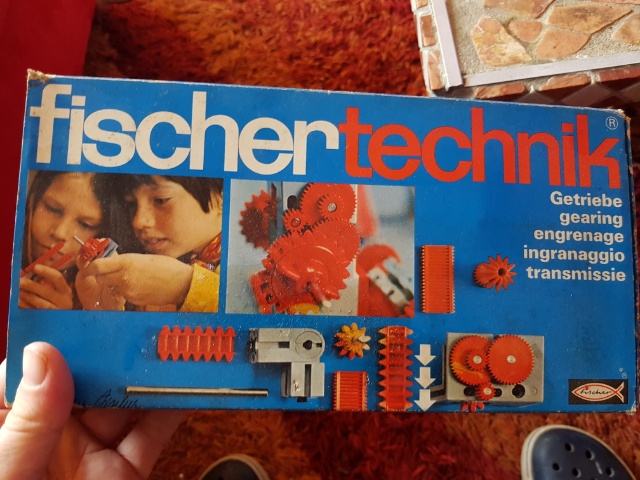 fischertechnik®
Getriebe
gearing
engrenage
ingranaggio
transmissie
fischer®